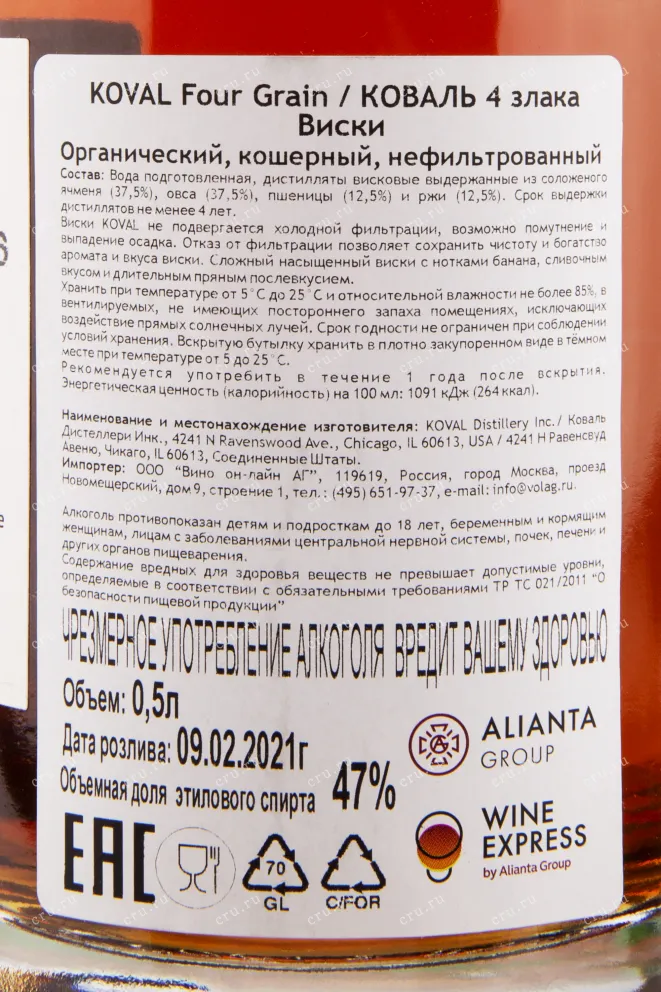 KOVAL Four Grain / КОВАЛЬ 4 злака
Виски
Органический, кошерный, нефильтрованный
Состав: Вода подготовленная, дистилляты висковые выдержанные из соложеного
ячменя (37,5%), овса (37,5%), пшеницы (12,5%) и ржи (12,5%). Срок выдержки
дистиллятов не менее 4 лет.
Виски KOVAL не подвергается холодной фильтрации, возможно помутнение и
выпадение осадка. Отказ от фильтрации позволяет сохранить чистоту и богатство
аромата и вкуса виски. Сложный насыщенный виски с нотками банана, сливочным
вкусом и длительным пряным послевкусием.
Хранить при температуре от 5°С до 25°С и относительной влажности не более 85%, в
вентилируемых, не имеющих постороннего запаха помещениях, исключающих
воздействие прямых солнечных лучей. Срок годности не ограничен при соблюдении
условий хранения. Вскрытую бутылку хранить в плотно закупоренном виде в тёмном
месте при температуре от 5 до 25°С.
Рекомендуется употребить в течение 1 года после вскрытия.
Энергетическая ценность (калорийность) на 100 мл: 1091 кДж (264 ккал).
Наименование и местонахождение изготовителя: KOVAL Distillery Inc./ Коваль
Дистеллери Инк., 4241 N Ravenswood Ave., Chicago, IL 60613, USA / 4241 Н Равенсвуд
Авеню, Чикаго, IL 60613, Соединенные Штаты.
Импортер: ООО "Вино он-лайн АГ", 119619, Россия, город Москва, проезд
Новомещерский, дом 9, строение 1, тел.: (495) 651-97-37, e-mail: info@volag.ru.
Алкоголь противопоказан детям и подросткам до 18 лет, беременным и кормящим
женщинам, лицам с заболеваниями центральной нервной системы, почек, печени и
других органов пищеварения.
Содержание вредных для здоровья веществ не превышает допустимые уровни,
определяемые в соответствии с обязательными требованиями ТР ТС 021/2011 "О
безопасности пищевой продукции"
ЧРЕЗМЕРНОЕ УПОТРЕБЛЕНИЕ АЛКОГОЛЯ ВРЕДИТ ВАШЕМУ ЗДОРОВЬЮ
Объем: 0,5л
Дата розлива: 09.02.2021г
Объемная доля этилового спирта 47%
ALIANTA
GROUP
WINE
EXPRESS
by Alianta Group
ЕАС
70
GL
C/FOR
6
e
cru.ru